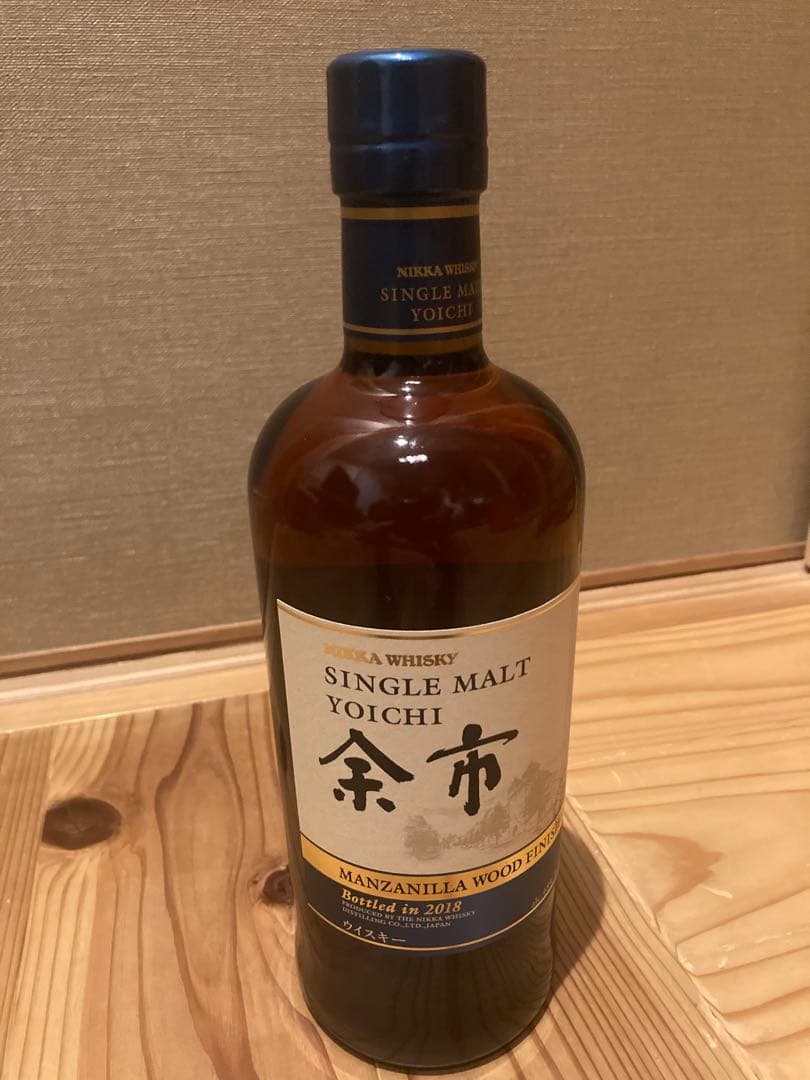 NIKKA WHISKY
SINGLE MALT
YOICHI
NIKKA WHISKY
SINGLE MALT
YOICHI
余市
MANZANILLA WOOD FINISH
Bottled in 2018
PRODUCED BY THE NIKKA WHISKY
DISTILLING CO.,LTD.,JAPAN
ウイスキー